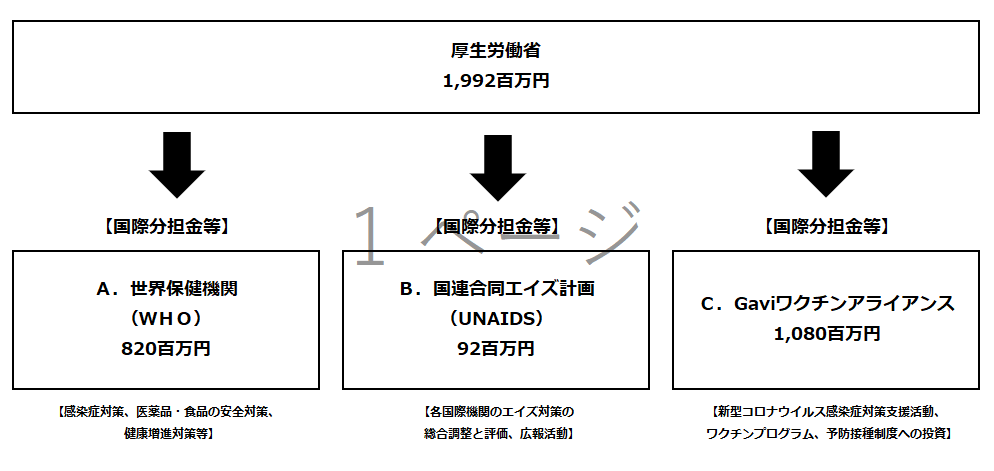 厚生労働省
1,992百万円
【国際分担金等】
【国際分担金等】
【国際分担金等】
1 ページ
A．世界保健機関
（ＷＨＯ）
820百万円
B．国連合同エイズ計画
（UNAIDS）
92百万円
C．Gaviワクチンアライアンス
1,080百万円
【感染症対策、医薬品・食品の安全対策、
健康増進対策等】
【各国際機関のエイズ対策の
総合調整と評価、広報活動】
【新型コロナウイルス感染症対策支援活動、
ワクチンプログラム、予防接種制度への投資】